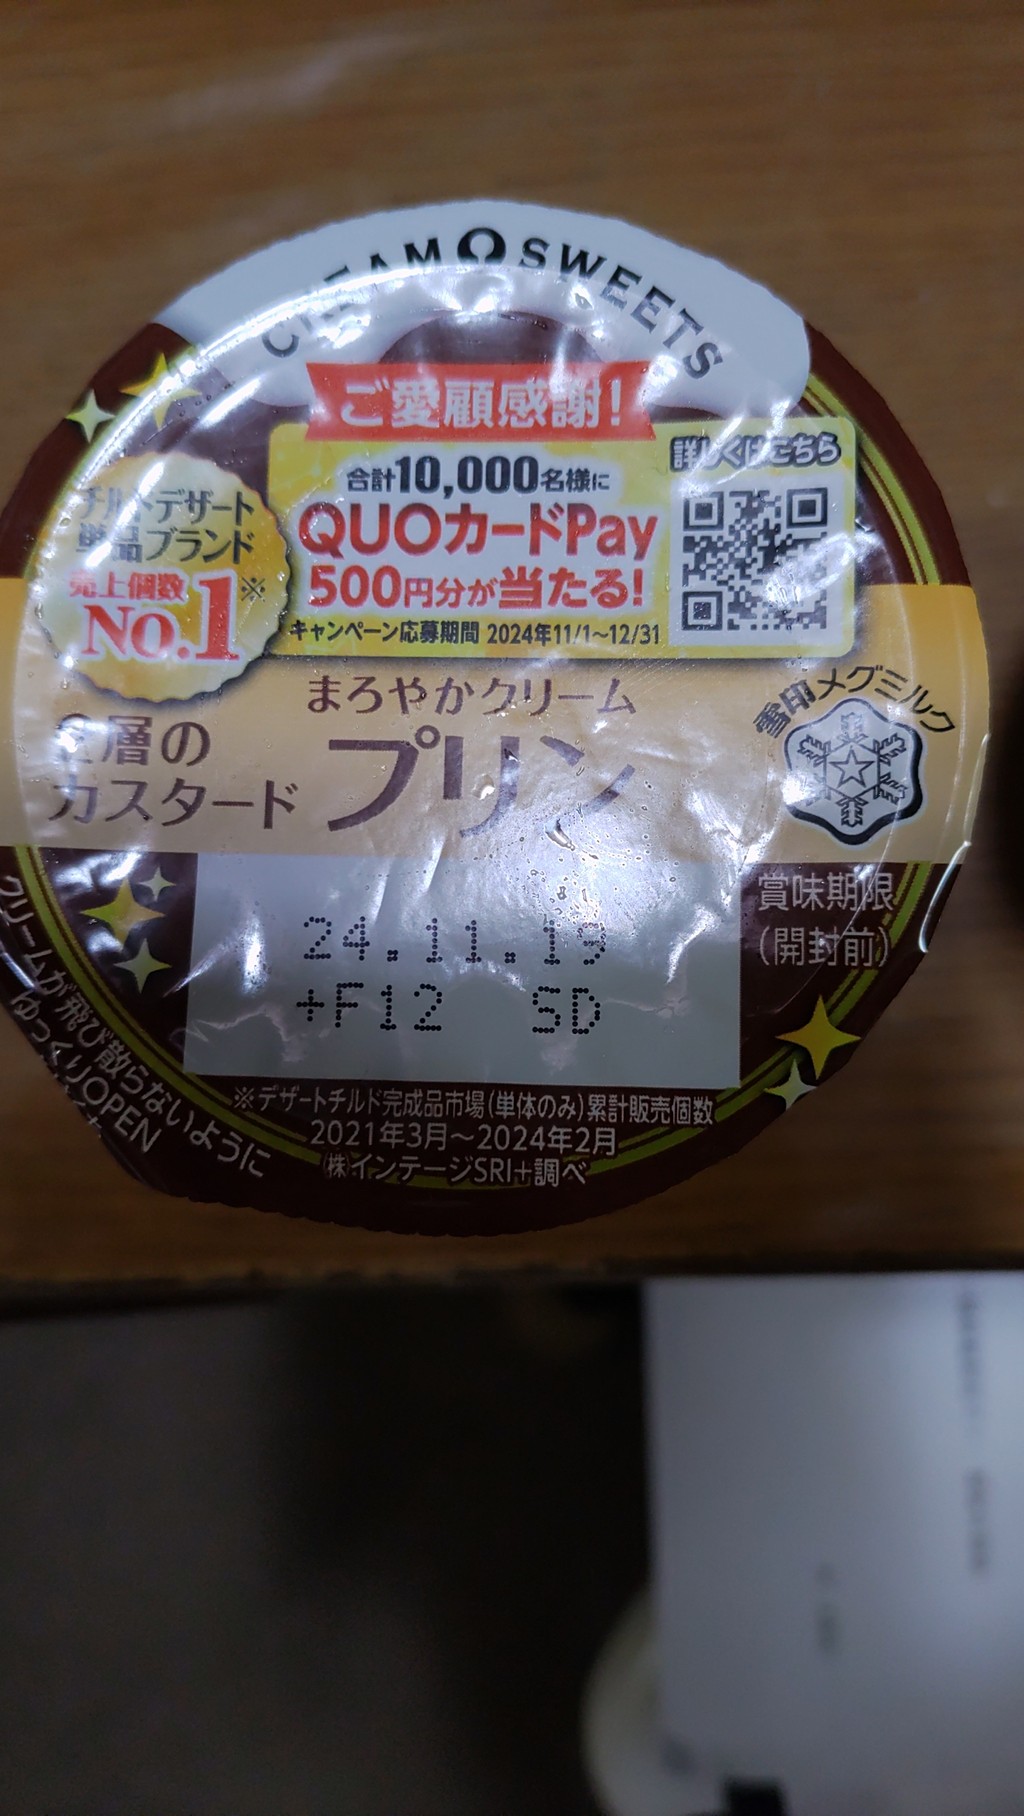 CREAM SWEETS
ご愛顧感謝!
詳しくはこちら
合計10,000名様に
QUOカードPay
500円分が当たる!
キャンペーン応募期間 2024年11/1~12/31
チルドデザート
単品ブランド
売上個数※
No.1
まろやかクリーム
2層の
カスタード
プリン
雪印メグミルク
賞味期限
(開封前)
24.11.19
+F12 SD
クリームが飛び散らないように
ゆっくりOPEN
※デザートチルド完成品市場(単体のみ)累計販売個数
2021年3月~2024年2月
㈱インテージSRI+調べ